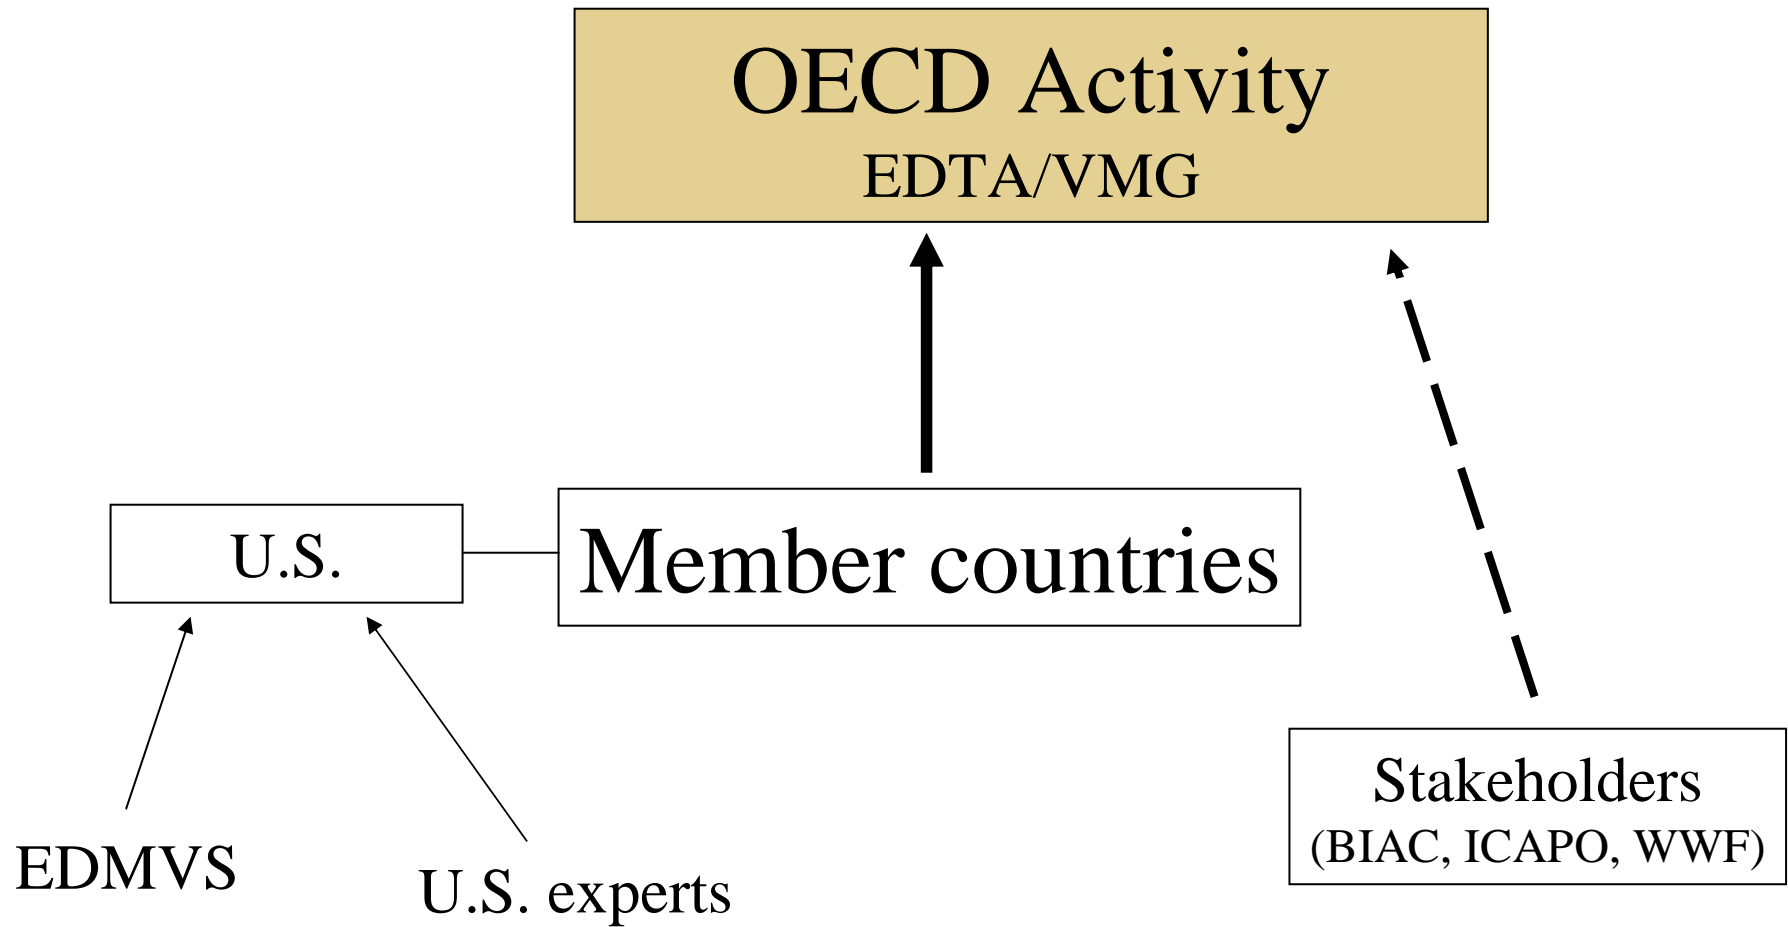 OECD Activity
EDTA/VMG
U.S.
Member countries
Stakeholders
(BIAC, ICAPO, WWF)
EDMVS
U.S. experts